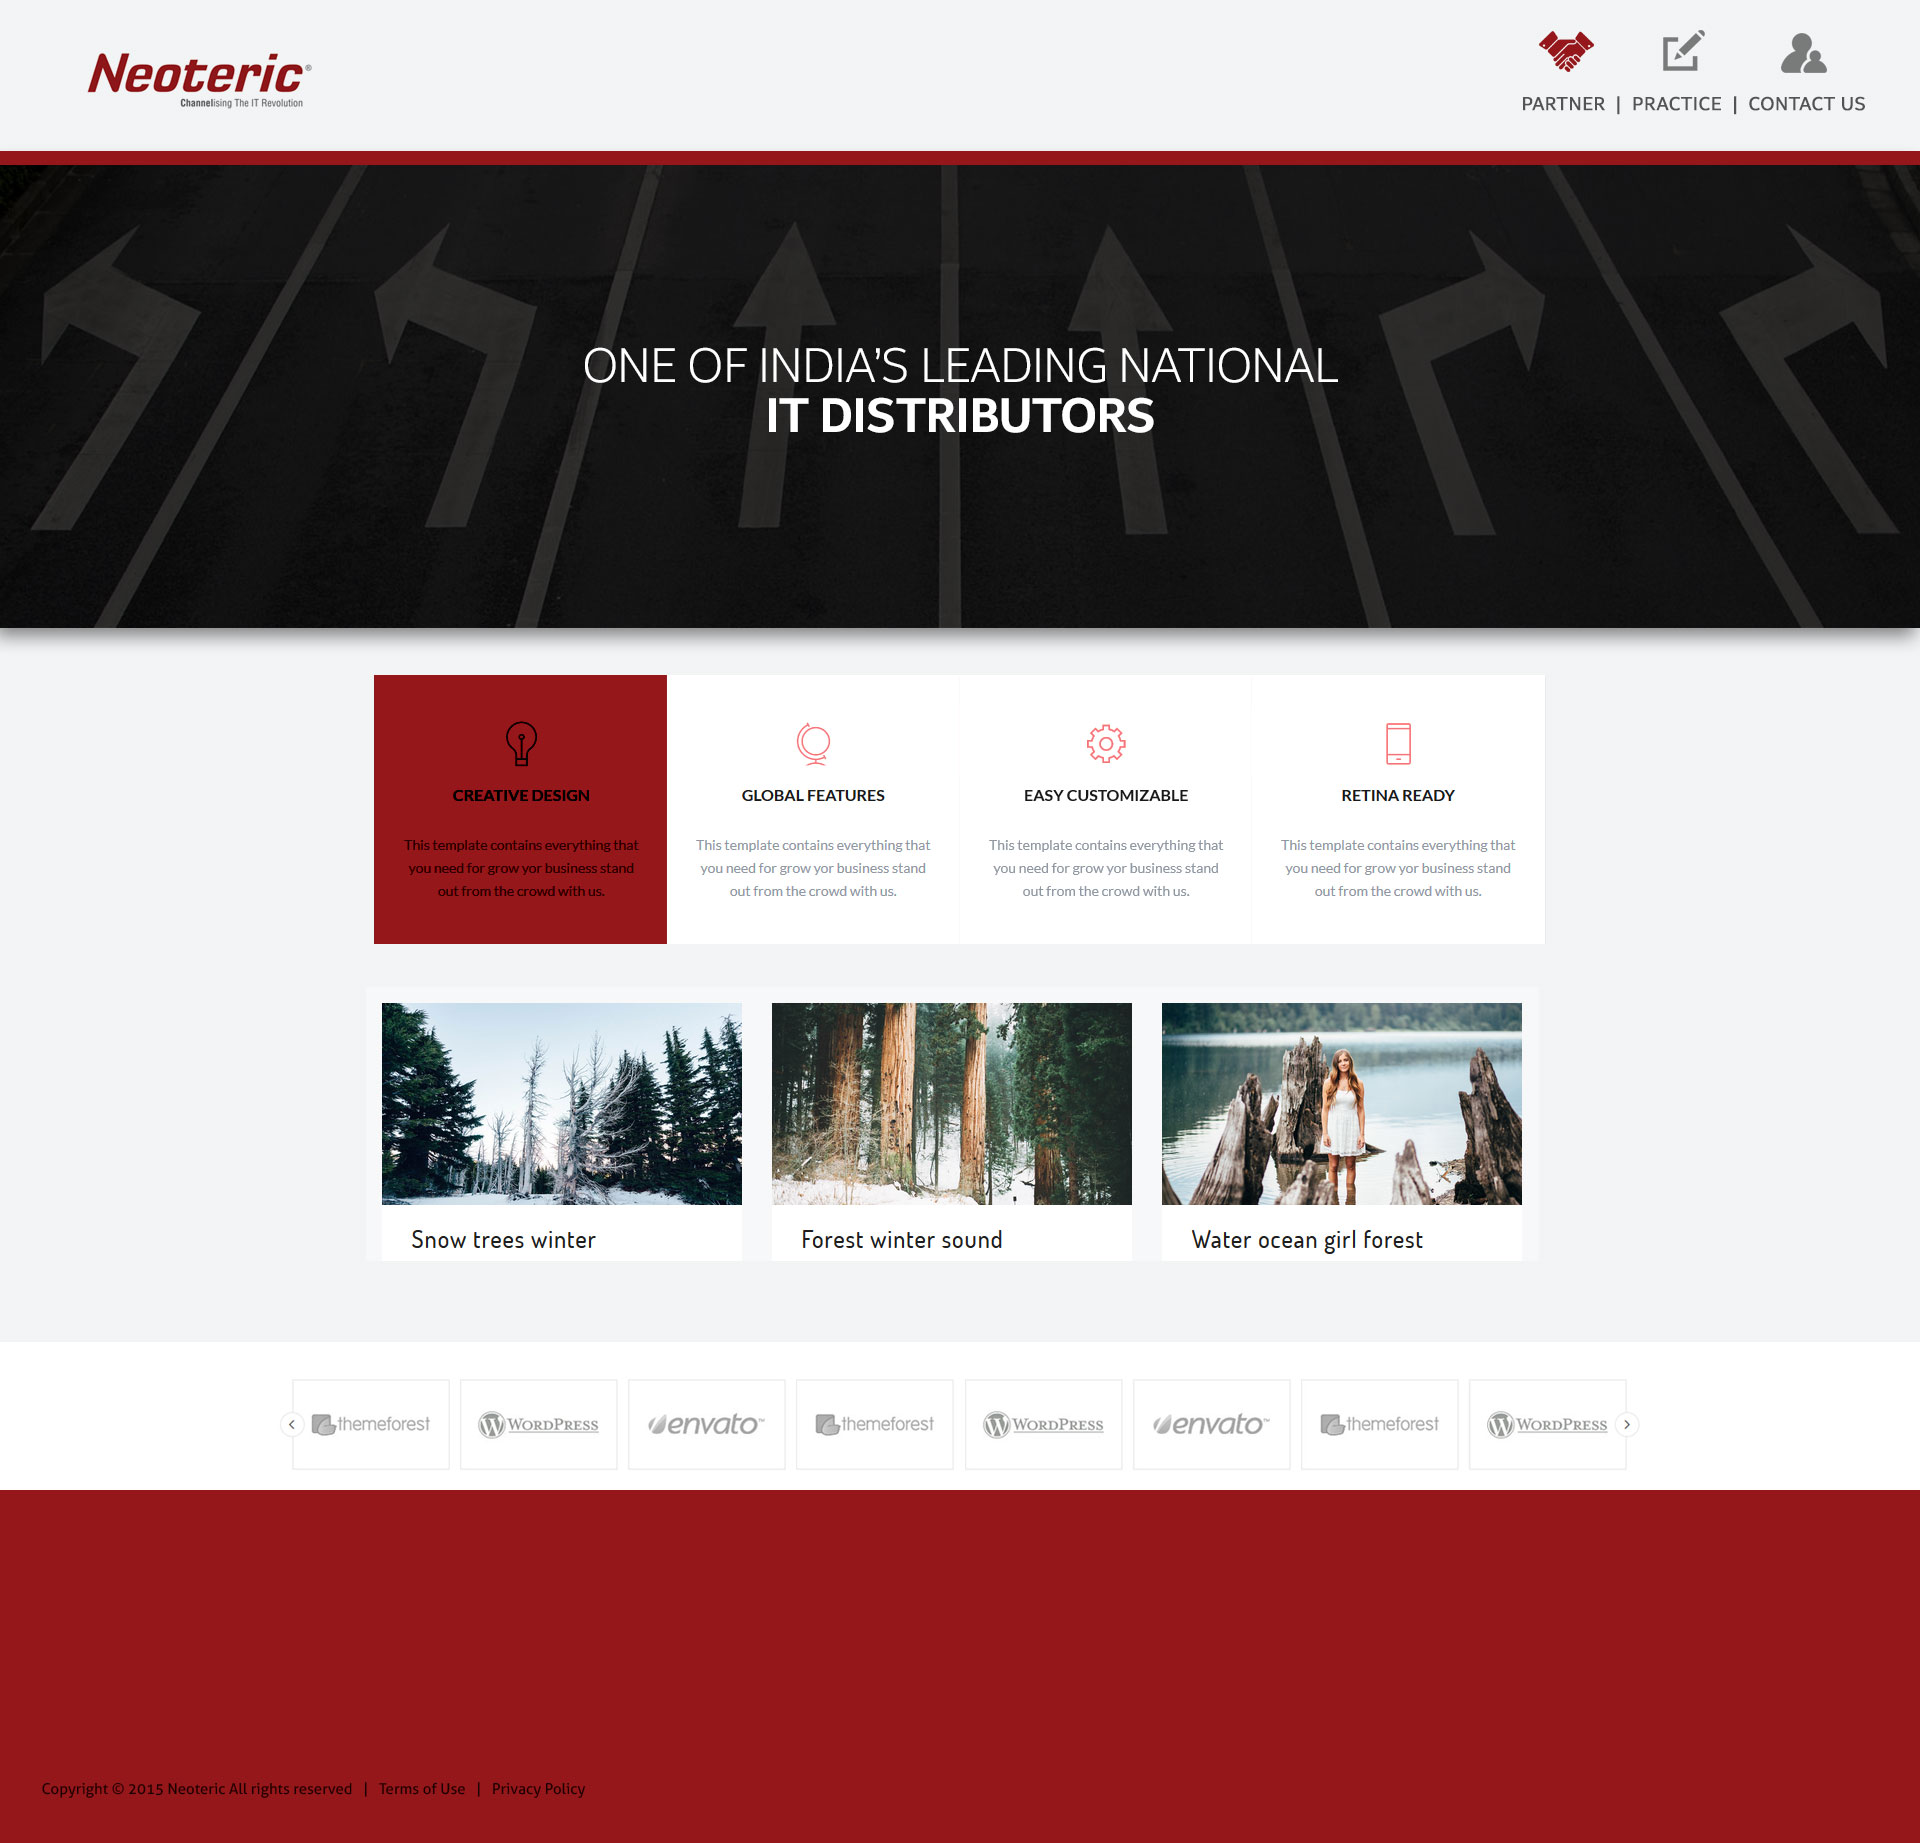 Neoteric®
Channelising The IT Revolution
PARTNER | PRACTICE | CONTACT US
ONE OF INDIA'S LEADING NATIONAL
IT DISTRIBUTORS
CREATIVE DESIGN
This template contains everything that
you need for grow yor business stand
out from the crowd with us.
GLOBAL FEATURES
This template contains everything that
you need for grow yor business stand
out from the crowd with us.
EASY CUSTOMIZABLE
This template contains everything that
you need for grow yor business stand
out from the crowd with us.
RETINA READY
This template contains everything that
you need for grow yor business stand
out from the crowd with us.
Snow trees winter
Forest winter sound
Water ocean girl forest
themeforest
WORDPRESS
envato™
themeforest
WORDPRESS
envato™
themeforest
WORDPRESS
Copyright © 2015 Neoteric All rights reserved | Terms of Use | Privacy Policy